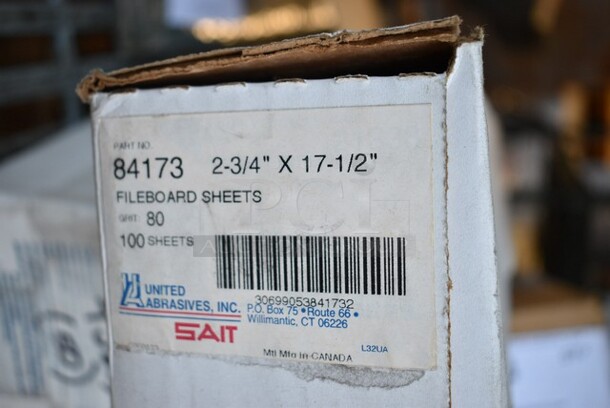 PART NO.
84173 2-3/4" X 17-1/2"
FILEBOARD SHEETS
GRIT: 80
100 SHEETS
30699053841732
UNITED
ABRASIVES, INC.
SAIT
P.O. Box 75 • Route 66 •
Willimantic, CT 06226
Mtl Mfg in CANADA
L32UA